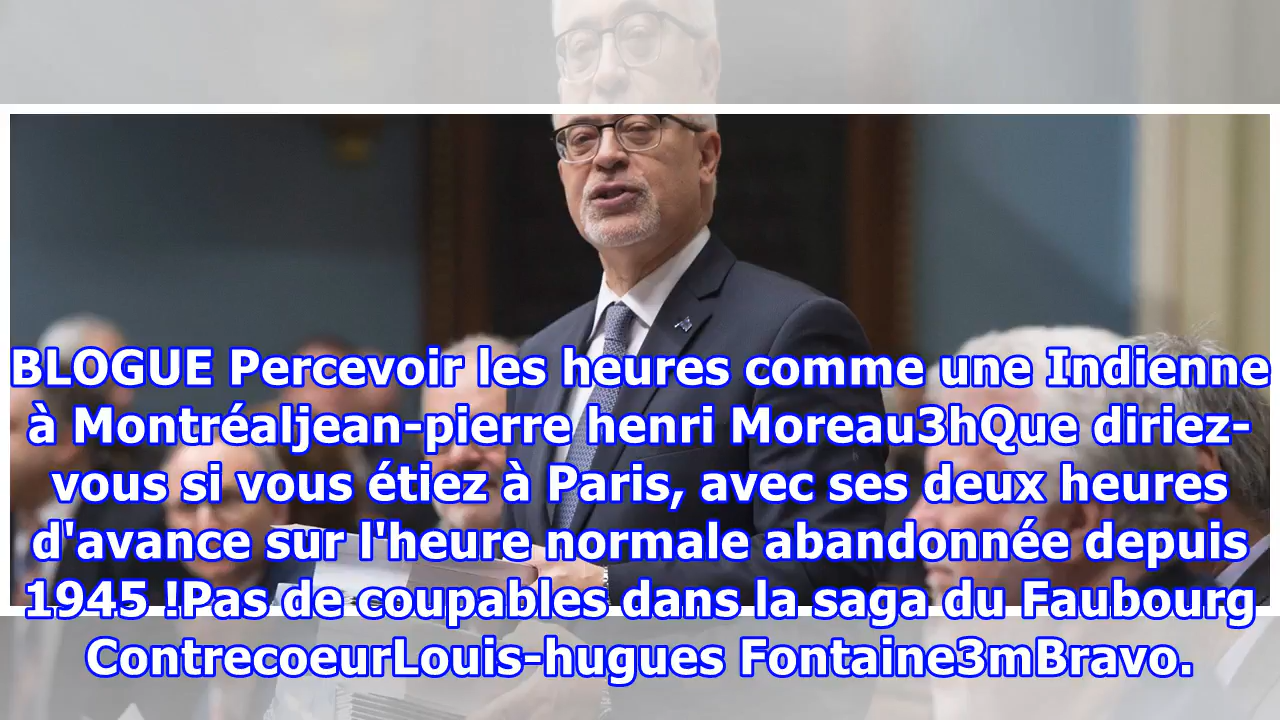 BLOGUE Percevoir les heures comme une Indienne
à Montréaljean-pierre henri Moreau3hQue diriez-
vous si vous étiez à Paris, avec ses deux heures
d'avance sur l'heure normale abandonnée depuis
1945 !Pas de coupables dans la saga du Faubourg
ContrecoeurLouis-hugues Fontaine3mBravo.